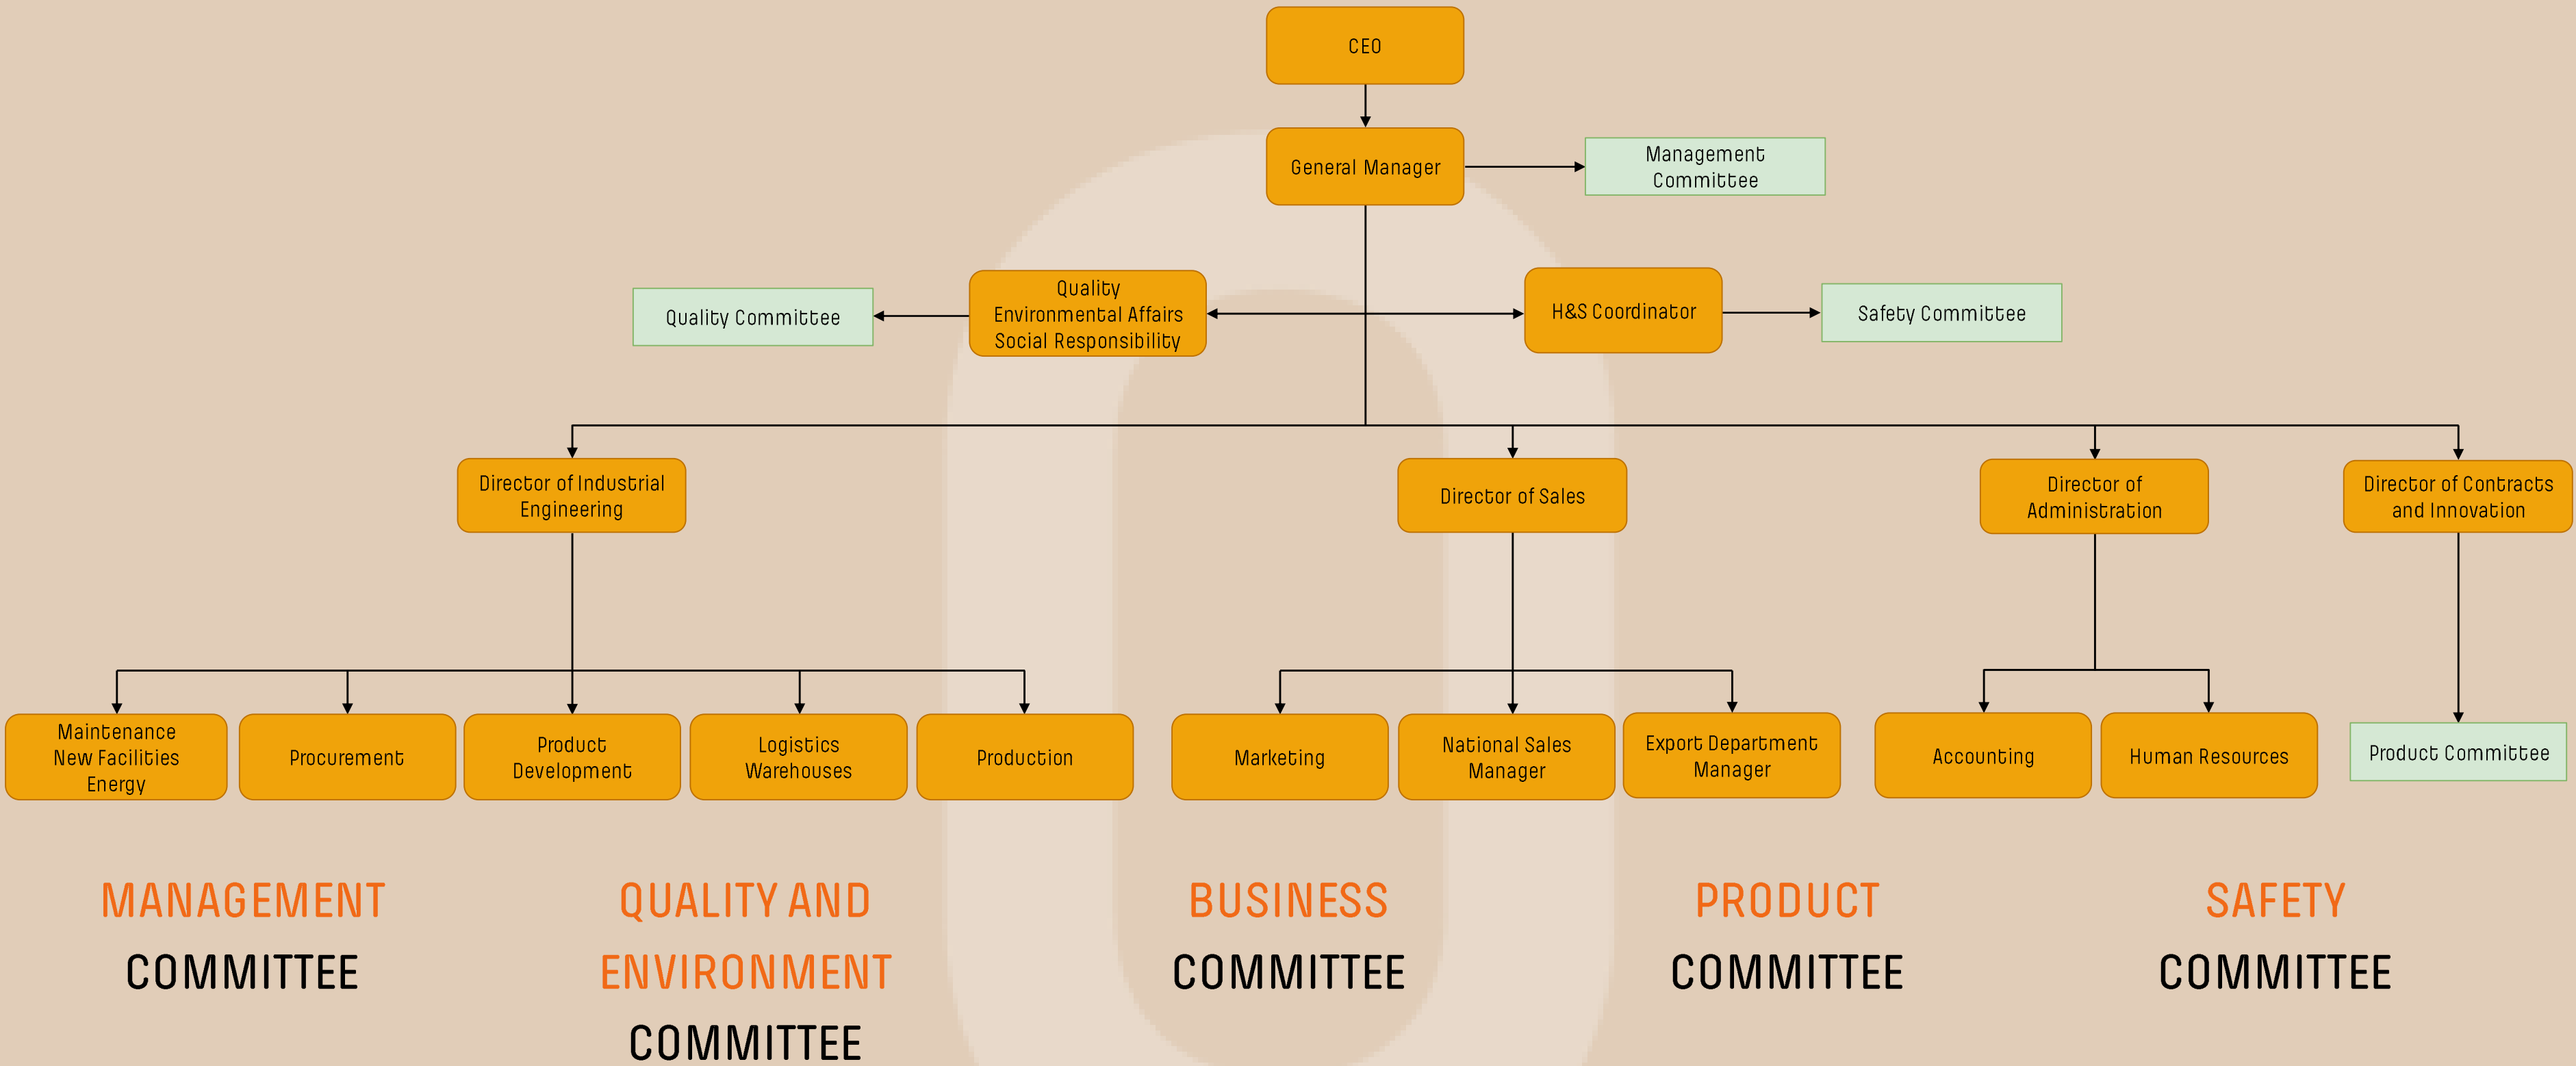 CEO
General Manager
Management
Committee
Quality Committee
Quality
Environmental Affairs
Social Responsibility
H&S Coordinator
Safety Committee
Director of Industrial
Engineering
Director of Sales
Director of
Administration
Director of Contracts
and Innovation
Maintenance
New Facilities
Energy
Procurement
Product
Development
Logistics
Warehouses
Production
Marketing
National Sales
Manager
Export Department
Manager
Accounting
Human Resources
Product Committee
MANAGEMENT
COMMITTEE
QUALITY AND
ENVIRONMENT
COMMITTEE
BUSINESS
COMMITTEE
PRODUCT
COMMITTEE
SAFETY
COMMITTEE